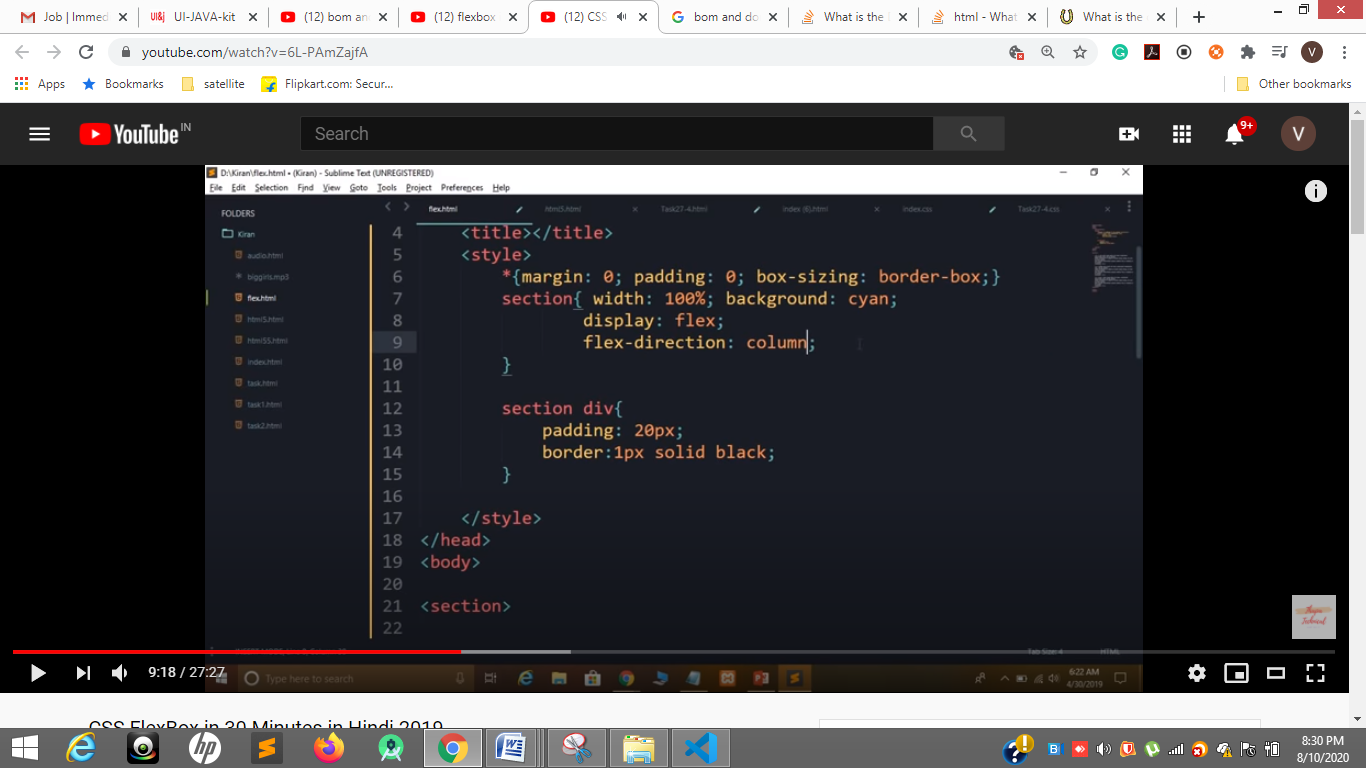 Job | Immed
UI-JAVA-kit
(12) bom an
(12) flexbox
(12) CSS
bom and do
What is the
html - What
What is the
youtube.com/watch?v=6L-PAmZajfA
V
Apps
Bookmarks
satellite
Flipkart.com: Secur...
Other bookmarks
YouTube IN
Search
9+
V
D:\Kiran\flex.html • (Kiran) - Sublime Text (UNREGISTERED)
File Edit Selection Find View Goto Tools Project Preferences Help
FOLDERS
Kiran
audio.html
biggirls.mp3
flex.html
html5.html
html55.html
index.html
task.html
task1.html
task2.html
flex.html
html5.html
Task27-4.html
index (6).html
index.css
Task27-4.css
4 <title></title>
5 <style>
6 *{margin: 0; padding: 0; box-sizing: border-box;}
7 section{ width: 100%; background: cyan;
8 display: flex;
9 flex-direction: column;
10 }
11
12 section div{
13 padding: 20px;
14 border:1px solid black;
15 }
16
17 </style>
18 </head>
19 <body>
20
21 <section>
22
Tab Size: 4
HTML
Type here to search
6:22 AM
4/30/2019
Technical
9:18 / 27:27
CSS FlexBox in 30 Minutes in Hindi 2019
8:30 PM
8/10/2020